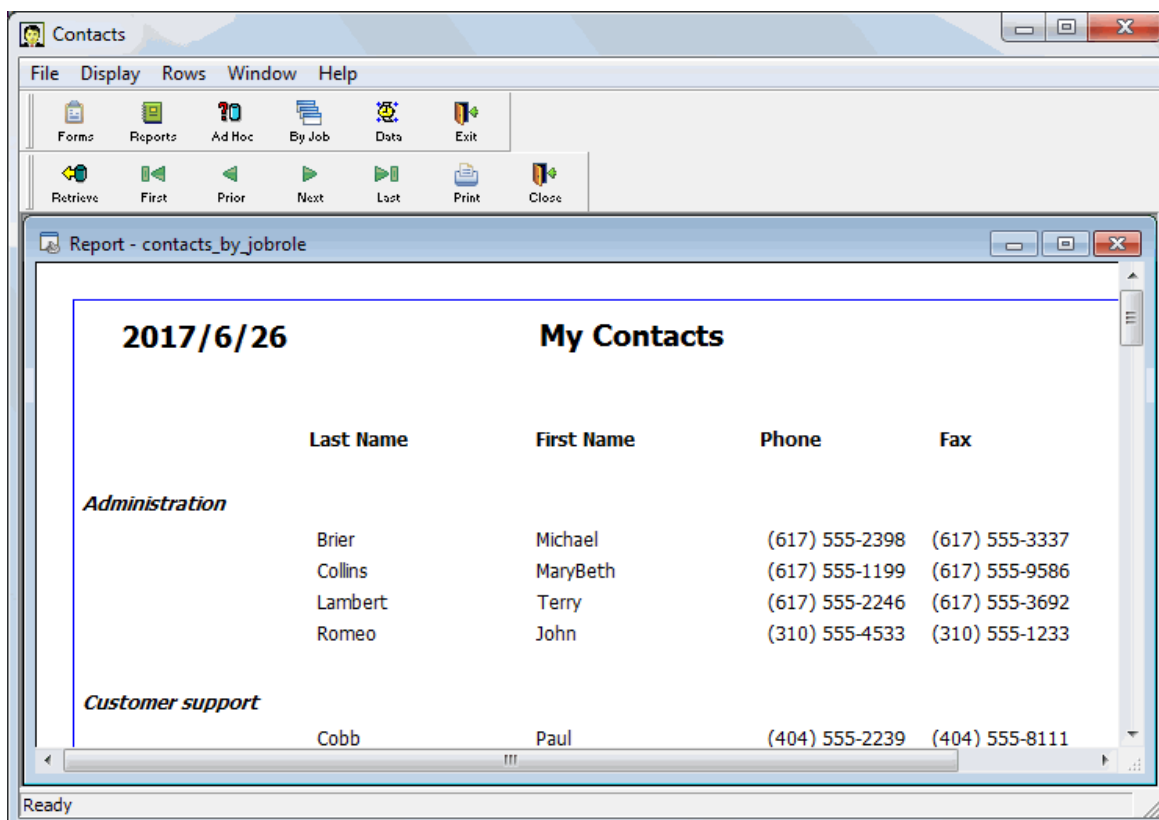 Contacts
File Display Rows Window Help
Forms Reports Ad Hoc By Job Data Exit
Retrieve First Prior Next Last Print Close
Report - contacts_by_jobrole
2017/6/26 My Contacts
Last Name First Name Phone Fax
Administration
Brier Michael (617) 555-2398 (617) 555-3337
Collins MaryBeth (617) 555-1199 (617) 555-9586
Lambert Terry (617) 555-2246 (617) 555-3692
Romeo John (310) 555-4533 (310) 555-1233
Customer support
Cobb Paul (404) 555-2239 (404) 555-8111
Ready